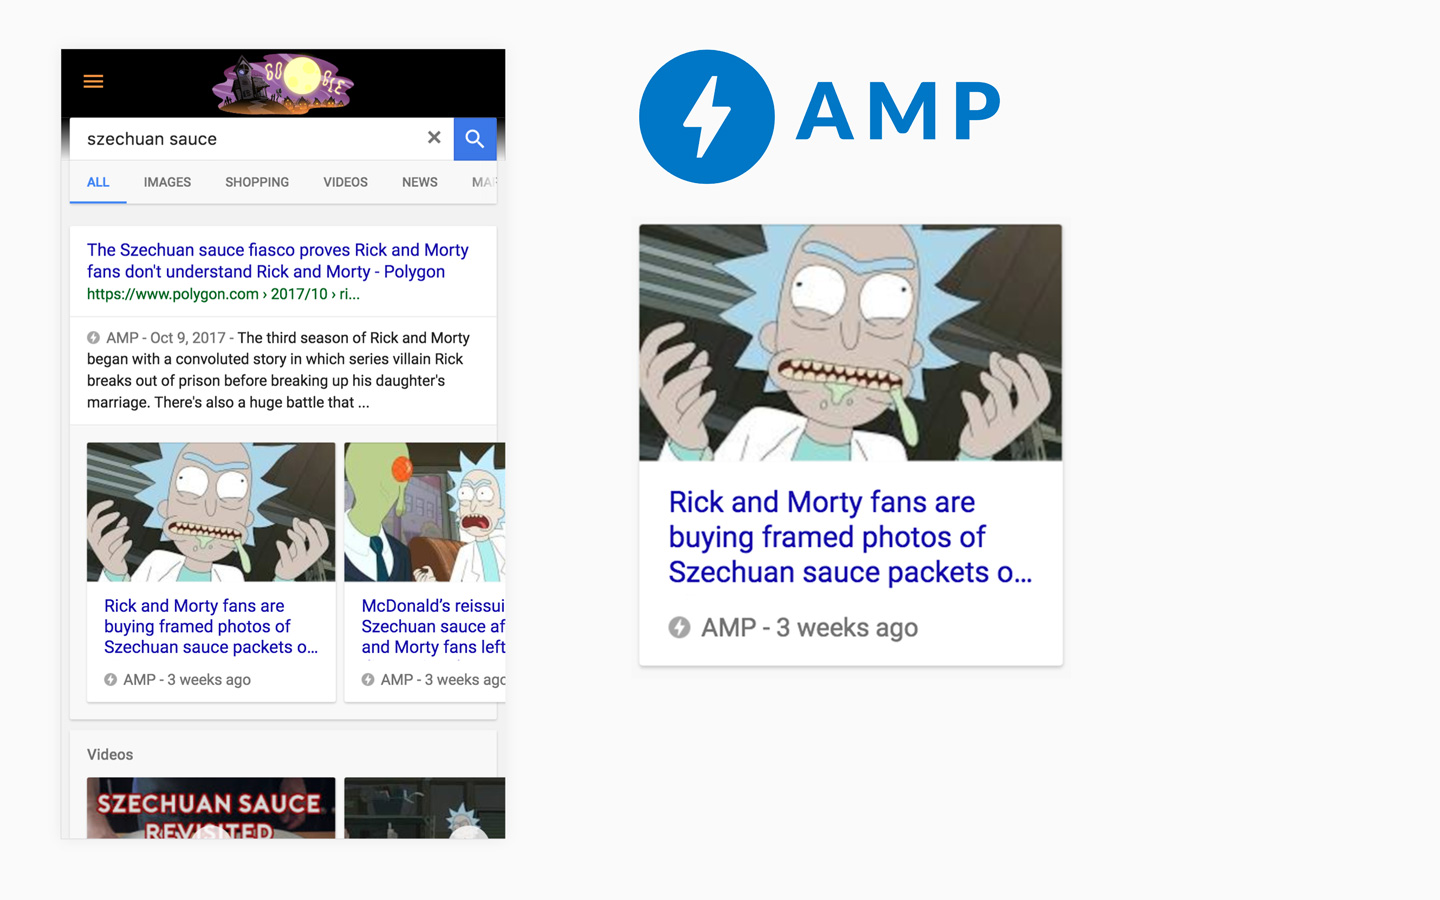 GOOGLE
szechuan sauce
ALL IMAGES SHOPPING VIDEOS NEWS
The Szechuan sauce fiasco proves Rick and Morty
fans don't understand Rick and Morty - Polygon
https://www.polygon.com › 2017/10 › ri...
AMP - Oct 9, 2017 - The third season of Rick and Morty
began with a convoluted story in which series villain Rick
breaks out of prison before breaking up his daughter's
marriage. There's also a huge battle that ...
Rick and Morty fans are
buying framed photos of
Szechuan sauce packets o...
AMP - 3 weeks ago
McDonald's reissui
Szechuan sauce af
and Morty fans left
AMP - 3 weeks ago
Videos
SZECHUAN SAUCE
REVISITED
AMP
Rick and Morty fans are
buying framed photos of
Szechuan sauce packets o...
AMP - 3 weeks ago